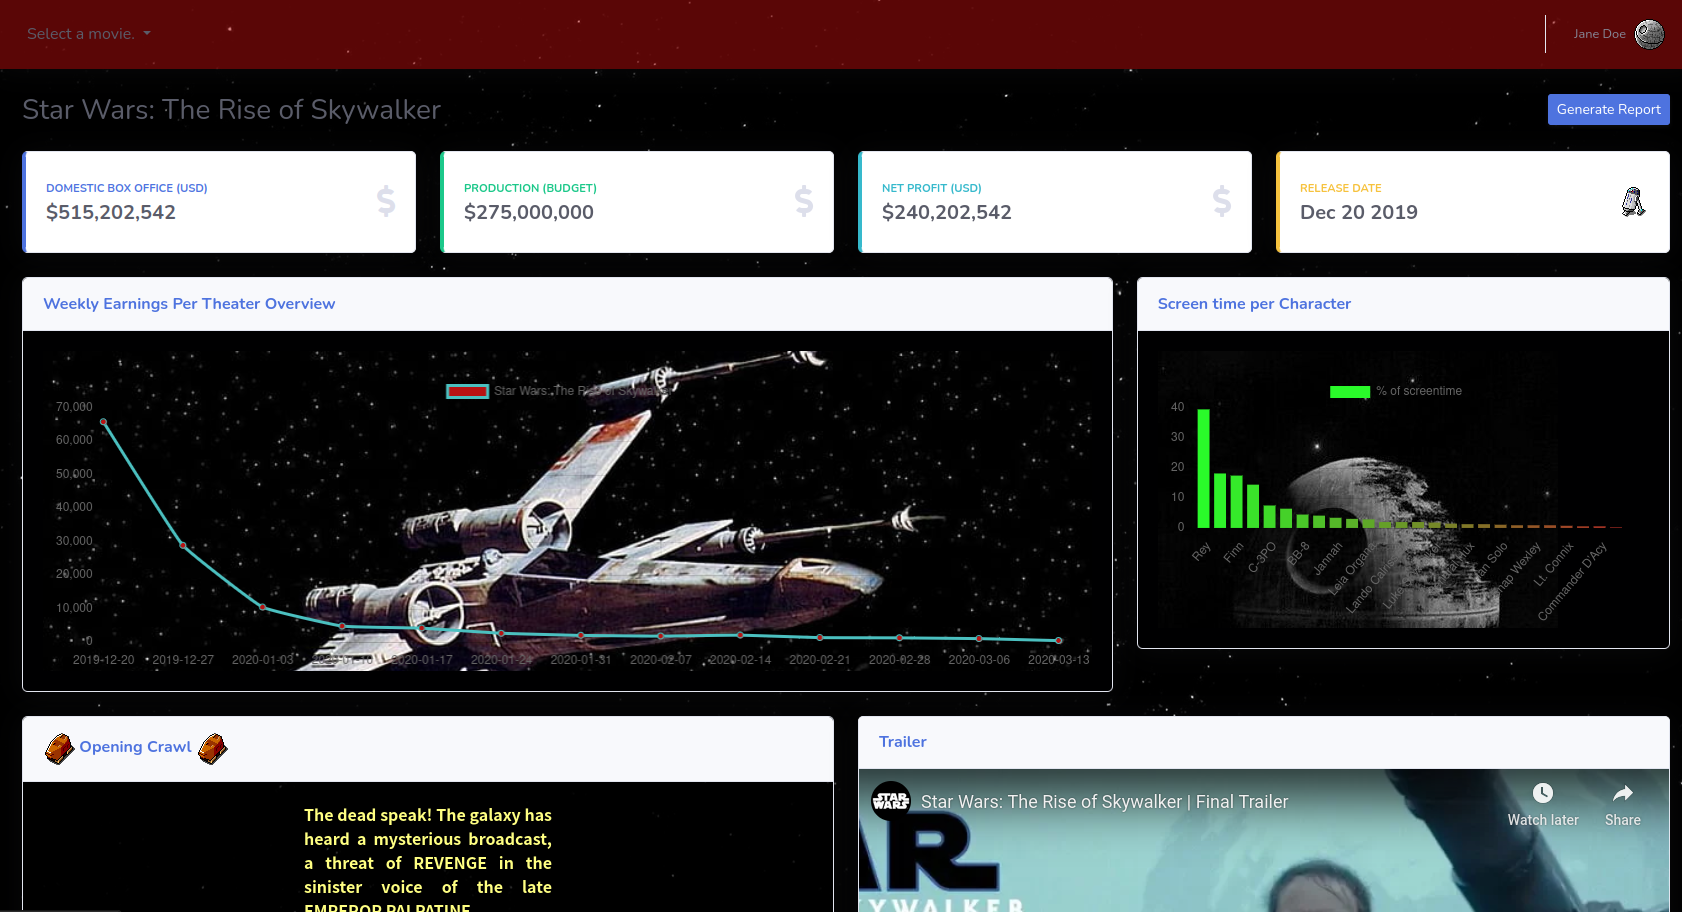 Select a movie.
Jane Doe
Star Wars: The Rise of Skywalker
Generate Report
DOMESTIC BOX OFFICE (USD)
$515,202,542
PRODUCTION (BUDGET)
$275,000,000
NET PROFIT (USD)
$240,202,542
RELEASE DATE
Dec 20 2019
Weekly Earnings Per Theater Overview
Star Wars: The Rise of Skywalker
70,000
60,000
50,000
40,000
30,000
20,000
10,000
0
2019-12-20 2019-12-27 2020-01-03 2020-01-10 2020-01-17 2020-01-24 2020-01-31 2020-02-07 2020-02-14 2020-02-21 2020-02-28 2020-03-06 2020-03-13
Screen time per Character
% of screentime
40
30
20
10
0
Rey Finn C-3PO BB-8 Jannah Leia Organa Lando Snap Wexley Lt. Connix Commander D'Acy
Opening Crawl
The dead speak! The galaxy has
heard a mysterious broadcast,
a threat of REVENGE in the
sinister voice of the late
EMPEROR PALPATINE
Trailer
STAR
WARS
Star Wars: The Rise of Skywalker | Final Trailer
Watch later
Share
AR
YWALKER